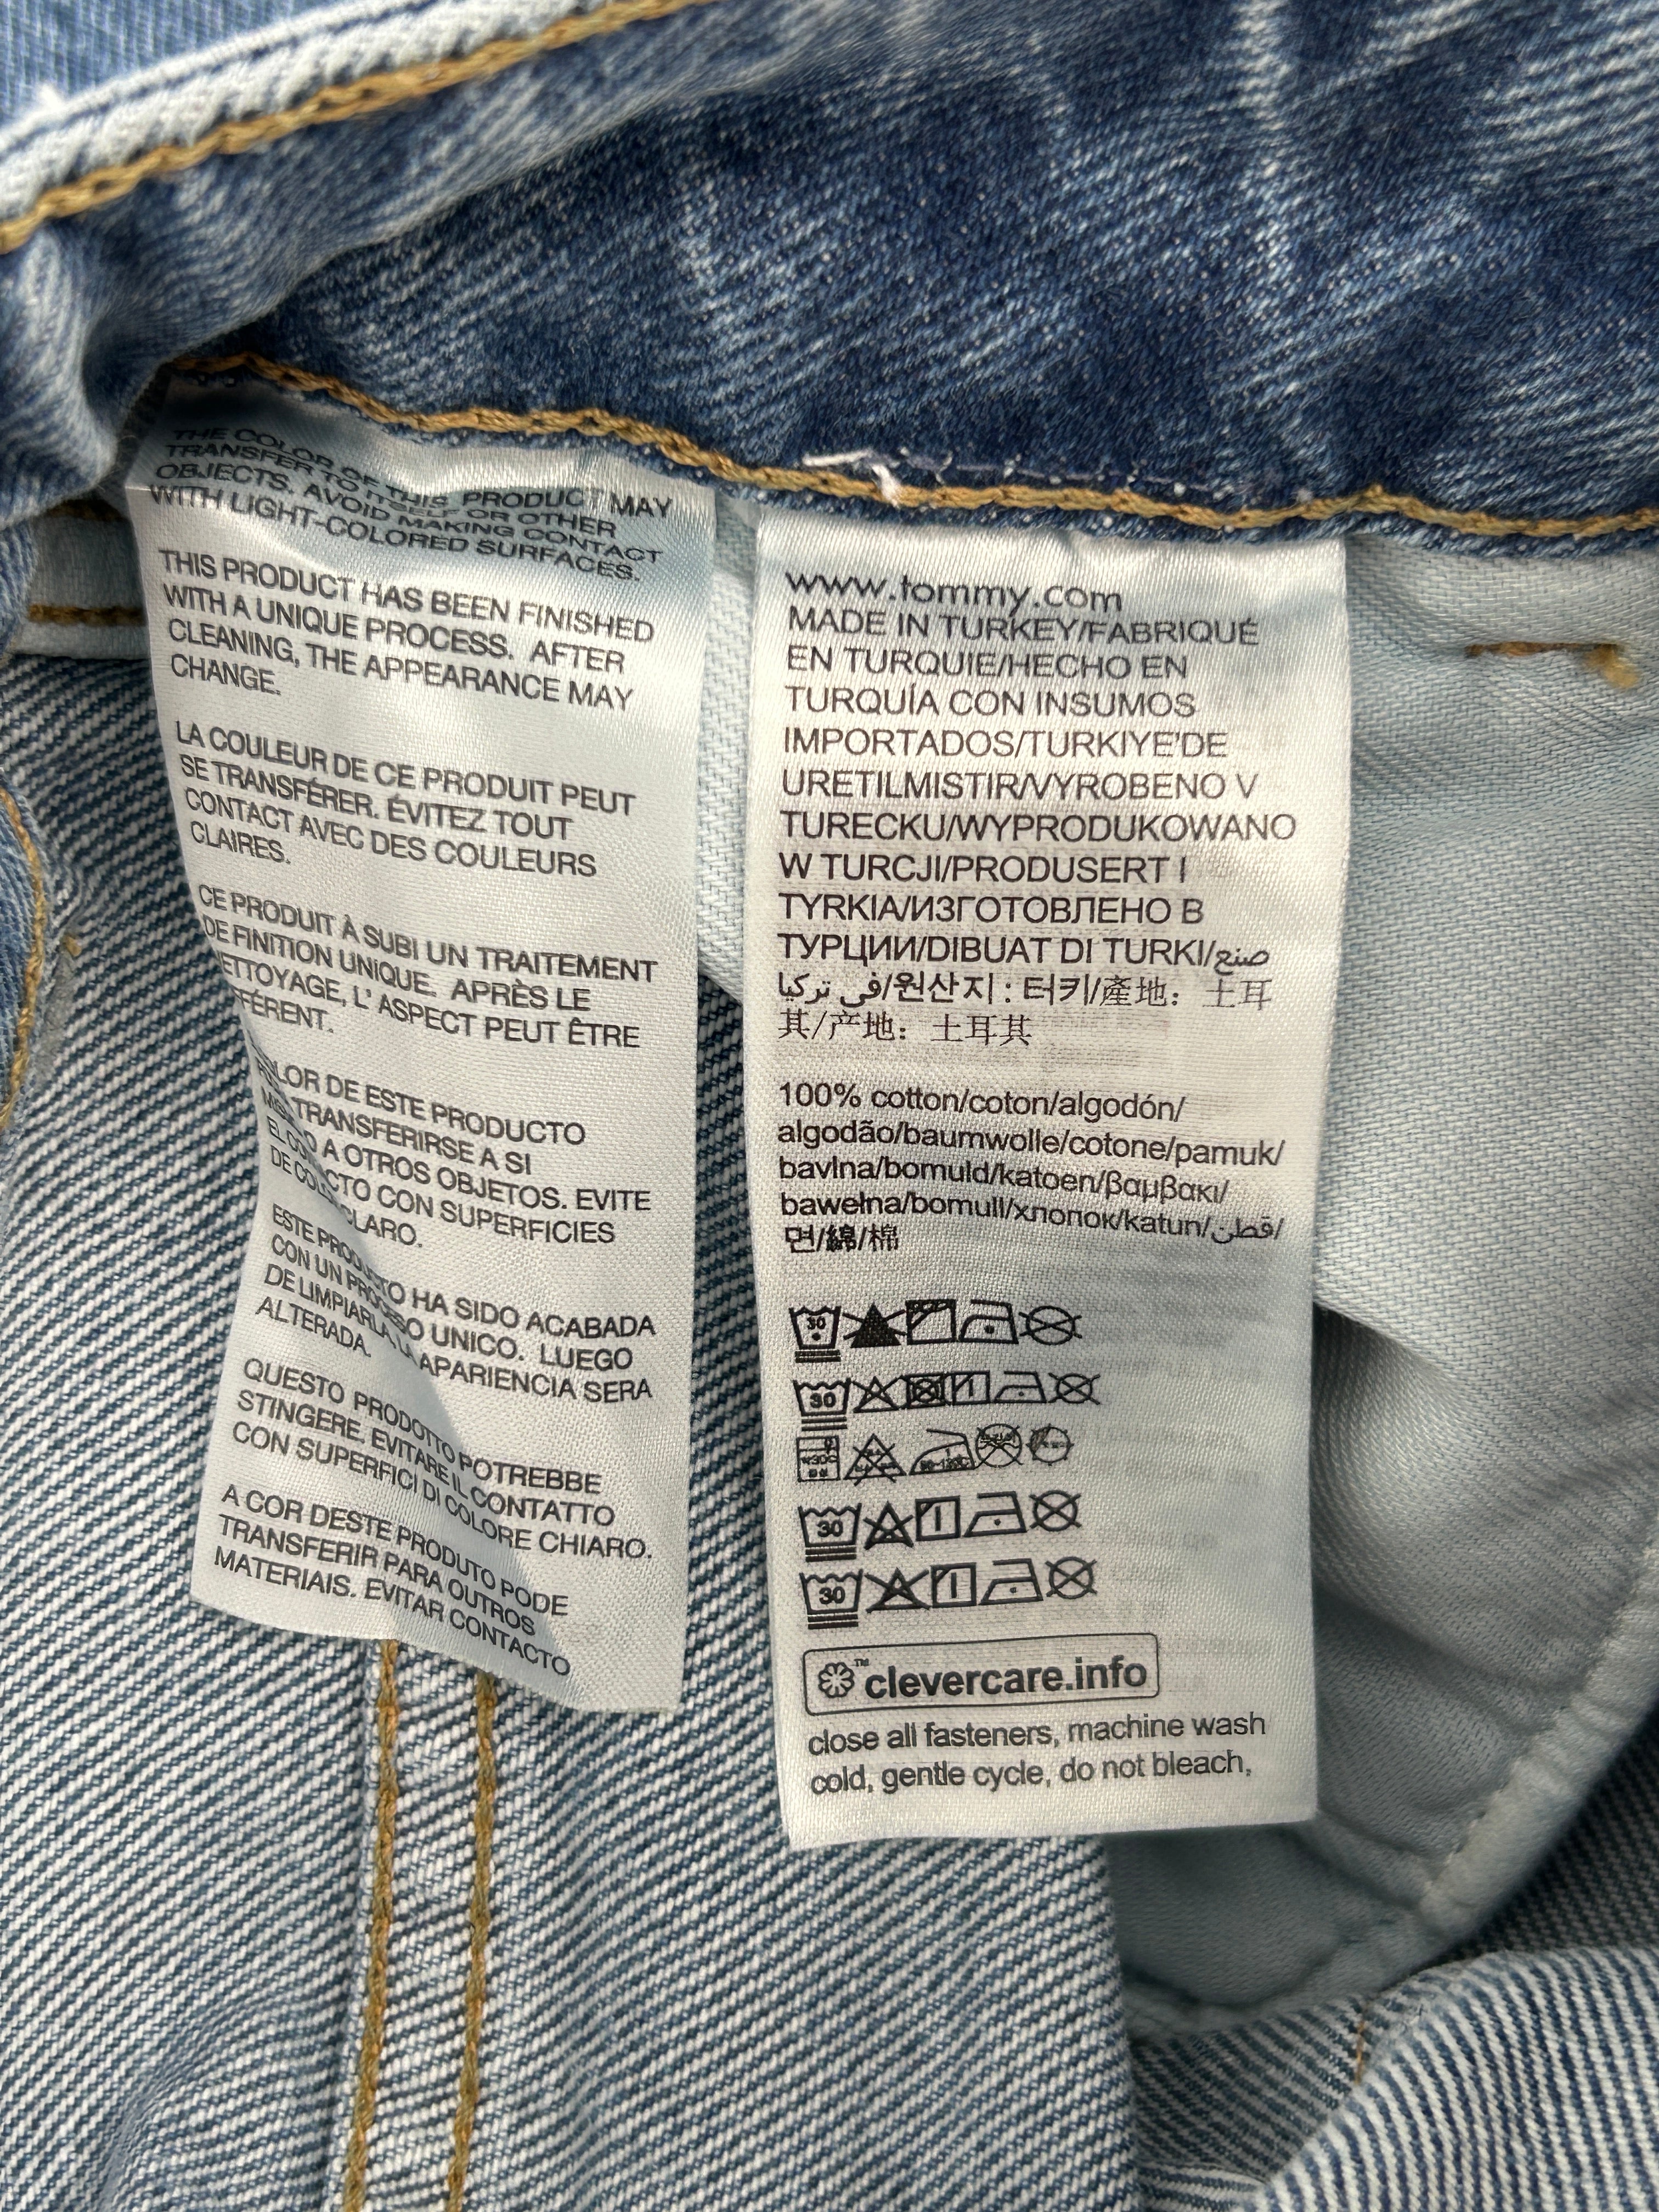 THE COLOR OF THIS PRODUCT MAY
TRANSFER TO ITSELF OR OTHER
OBJECTS. AVOID MAKING CONTACT
WITH LIGHT-COLORED SURFACES.
THIS PRODUCT HAS BEEN FINISHED
WITH A UNIQUE PROCESS. AFTER
CLEANING, THE APPEARANCE MAY
CHANGE.
LA COULEUR DE CE PRODUIT PEUT
SE TRANSFÉRER. ÉVITEZ TOUT
CONTACT AVEC DES COULEURS
CLAIRES.
CE PRODUIT À SUBI UN TRAITEMENT
DE FINITION UNIQUE. APRÈS LE
ETTOYAGE, L' ASPECT PEUT ÊTRE
FÉRENT.
LOR DE ESTE PRODUCTO
TRANSFERIRSE A SI
O A OTROS OBJETOS. EVITE
EL CONTACTO CON SUPERFICIES
DE COLOR CLARO.
ESTE PRODUCTO HA SIDO ACABADA
CON UN PROCESO UNICO. LUEGO
DE LIMPIARLA, LA APARIENCIA SERA
ALTERADA.
QUESTO PRODOTTO POTREBBE
STINGERE. EVITARE IL CONTATTO
CON SUPERFICI DI COLORE CHIARO.
A COR DESTE PRODUTO PODE
TRANSFERIR PARA OUTROS
MATERIAIS. EVITAR CONTACTO
www.tommy.com
MADE IN TURKEY/FABRIQUÉ
EN TURQUIE/HECHO EN
TURQUÍA CON INSUMOS
IMPORTADOS/TURKIYE'DE
URETILMISTIR/VYROBENO V
TURECKU/WYPRODUKOWANO
W TURCJI/PRODUSERT I
TYRKIA/ИЗГОТОВЛЕНО В
ТУРЦИИ/DIBUAT DI TURKI/صنع
في تركيا/원산지 : 터키/產地： 土耳
其/产地： 土耳其
100% cotton/coton/algodón/
algodão/baumwolle/cotone/pamuk/
bavlna/bomuld/katoen/βαμβακι/
bawełna/bomull/хлопок/katun/قطن/
면/綿/棉
30
30
30
30
™clevercare.info
close all fasteners, machine wash
cold, gentle cycle, do not bleach,